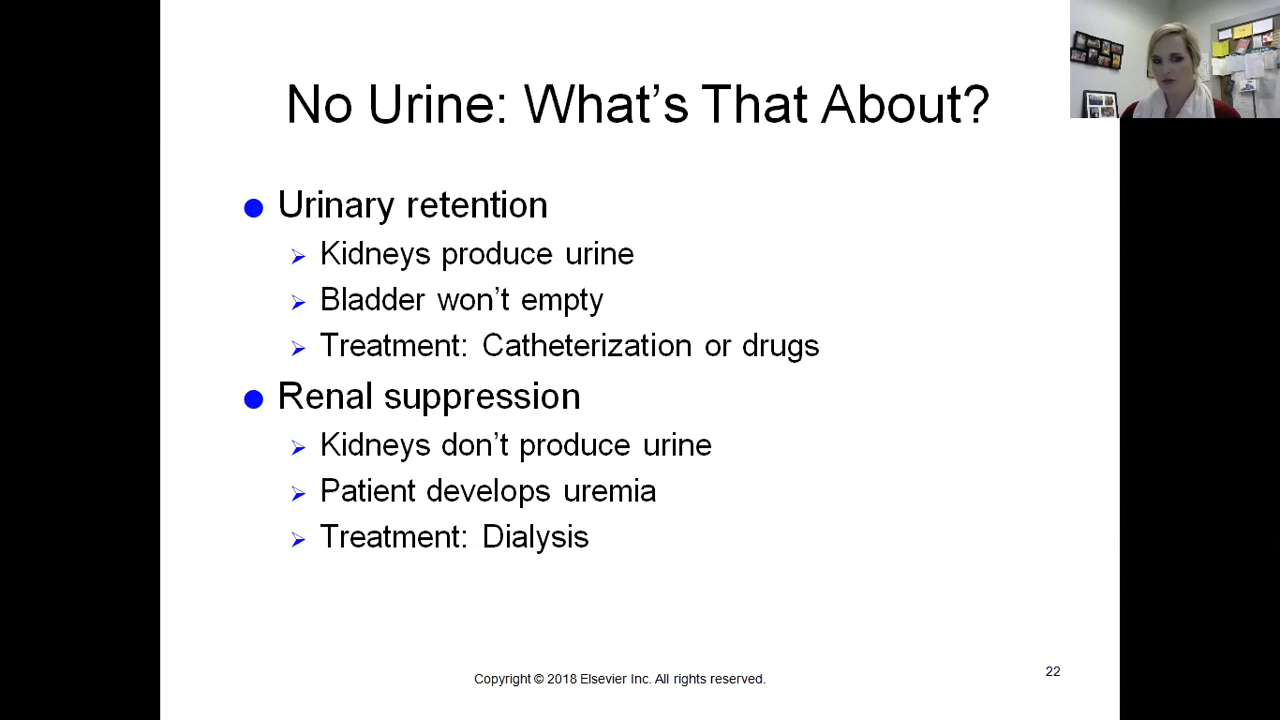 No Urine: What’s That About?
Urinary retention
Kidneys produce urine
Bladder won’t empty
Treatment: Catheterization or drugs
Renal suppression
Kidneys don’t produce urine
Patient develops uremia
Treatment: Dialysis
Copyright © 2018 Elsevier Inc. All rights reserved.
22